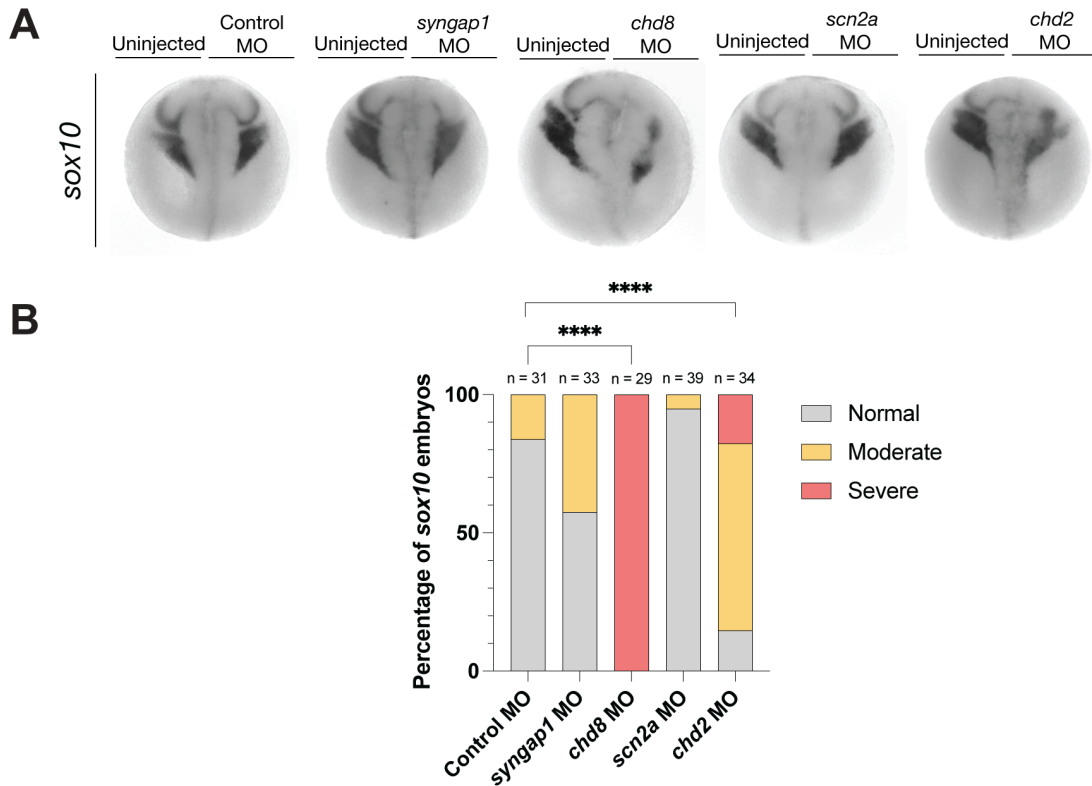 A
Uninjected Control MO
Uninjected syngap1 MO
Uninjected chd8 MO
Uninjected scn2a MO
Uninjected chd2 MO
sox10
B
****
****
n = 31 n = 33 n = 29 n = 39 n = 34
Percentage of sox10 embryos
100
50
0
Control MO
syngap1 MO
chd8 MO
scn2a MO
chd2 MO
Normal
Moderate
Severe